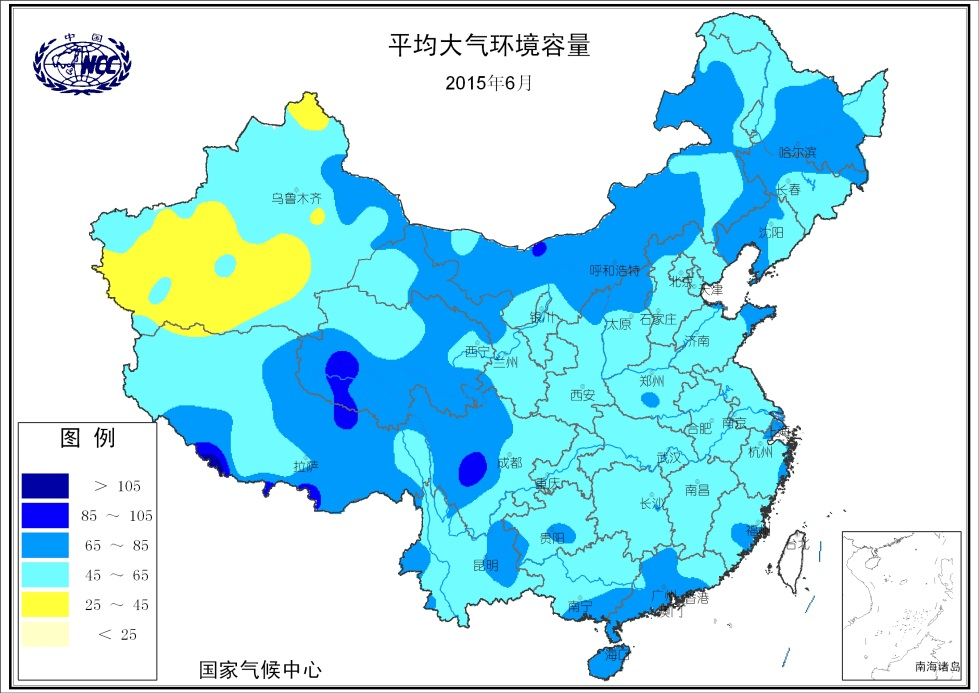 中国
NCC
平均大气环境容量
2015年6月
哈尔滨
长春
乌鲁木齐
沈阳
呼和浩特
北京
天津
银川
太原
石家庄
济南
西宁
兰州
郑州
西安
南京
合肥
上海
杭州
武汉
成都
拉萨
重庆
南昌
长沙
贵阳
福州
台北
昆明
广州
香港
澳门
南宁
海口
图 例
> 105
85 ~ 105
65 ~ 85
45 ~ 65
25 ~ 45
< 25
国家气候中心
南海诸岛